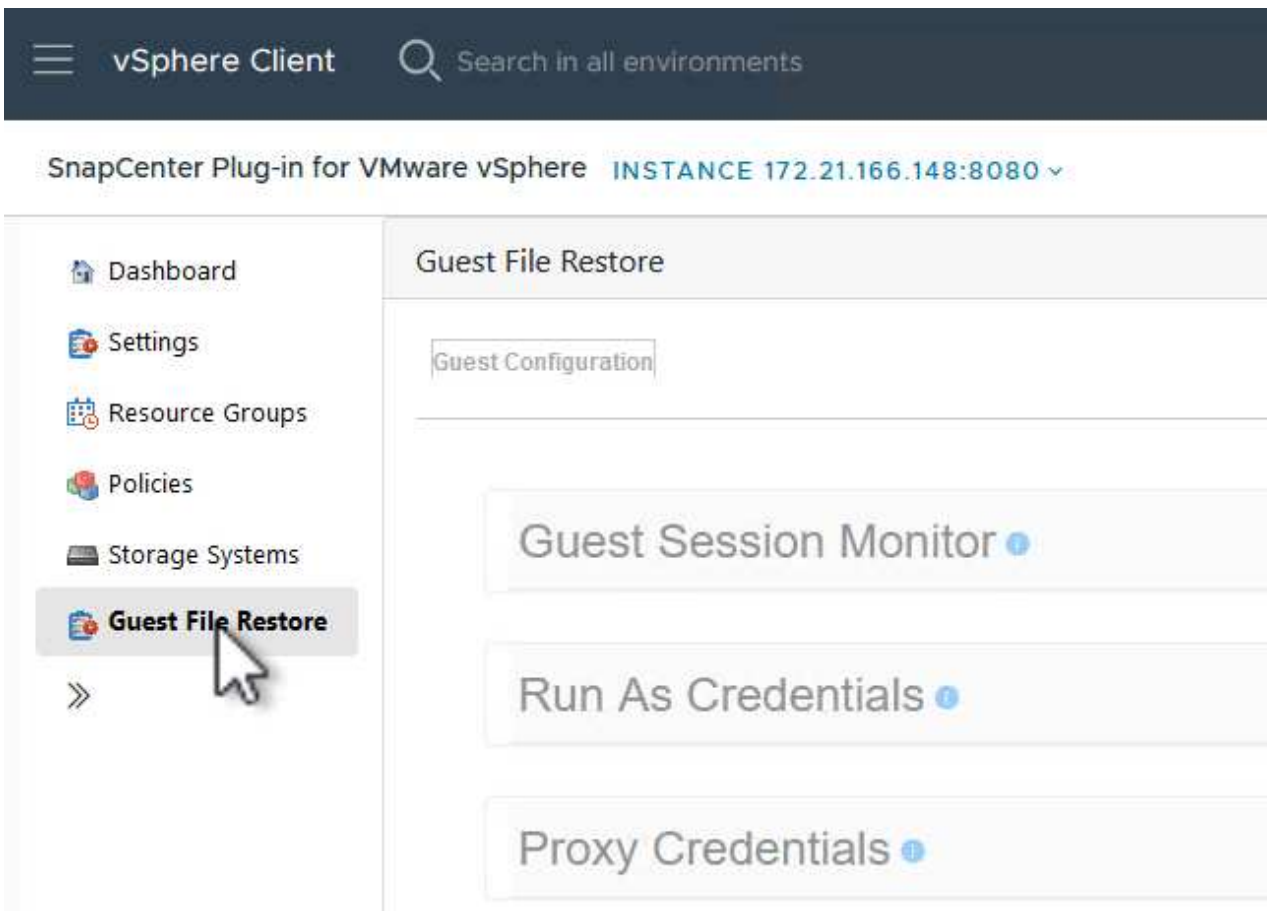 vSphere Client
Search in all environments
SnapCenter Plug-in for VMware vSphere INSTANCE 172.21.166.148:8080
Dashboard
Settings
Resource Groups
Policies
Storage Systems
Guest File Restore
Guest File Restore
Guest Configuration
Guest Session Monitor
Run As Credentials
Proxy Credentials